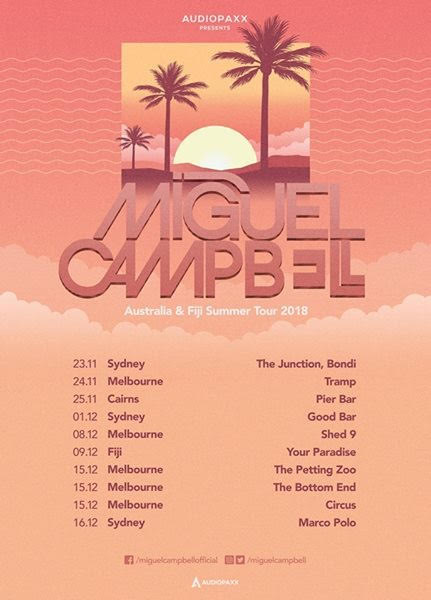 AUDIOPAXX
PRESENTS
MIGUEL
CAMPBELL
Australia & Fiji Summer Tour 2018
23.11 Sydney The Junction, Bondi
24.11 Melbourne Tramp
25.11 Cairns Pier Bar
01.12 Sydney Good Bar
08.12 Melbourne Shed 9
09.12 Fiji Your Paradise
15.12 Melbourne The Petting Zoo
15.12 Melbourne The Bottom End
15.12 Melbourne Circus
16.12 Sydney Marco Polo
/miguelcampbellofficial /miguelcampbell
AUDIOPAXX